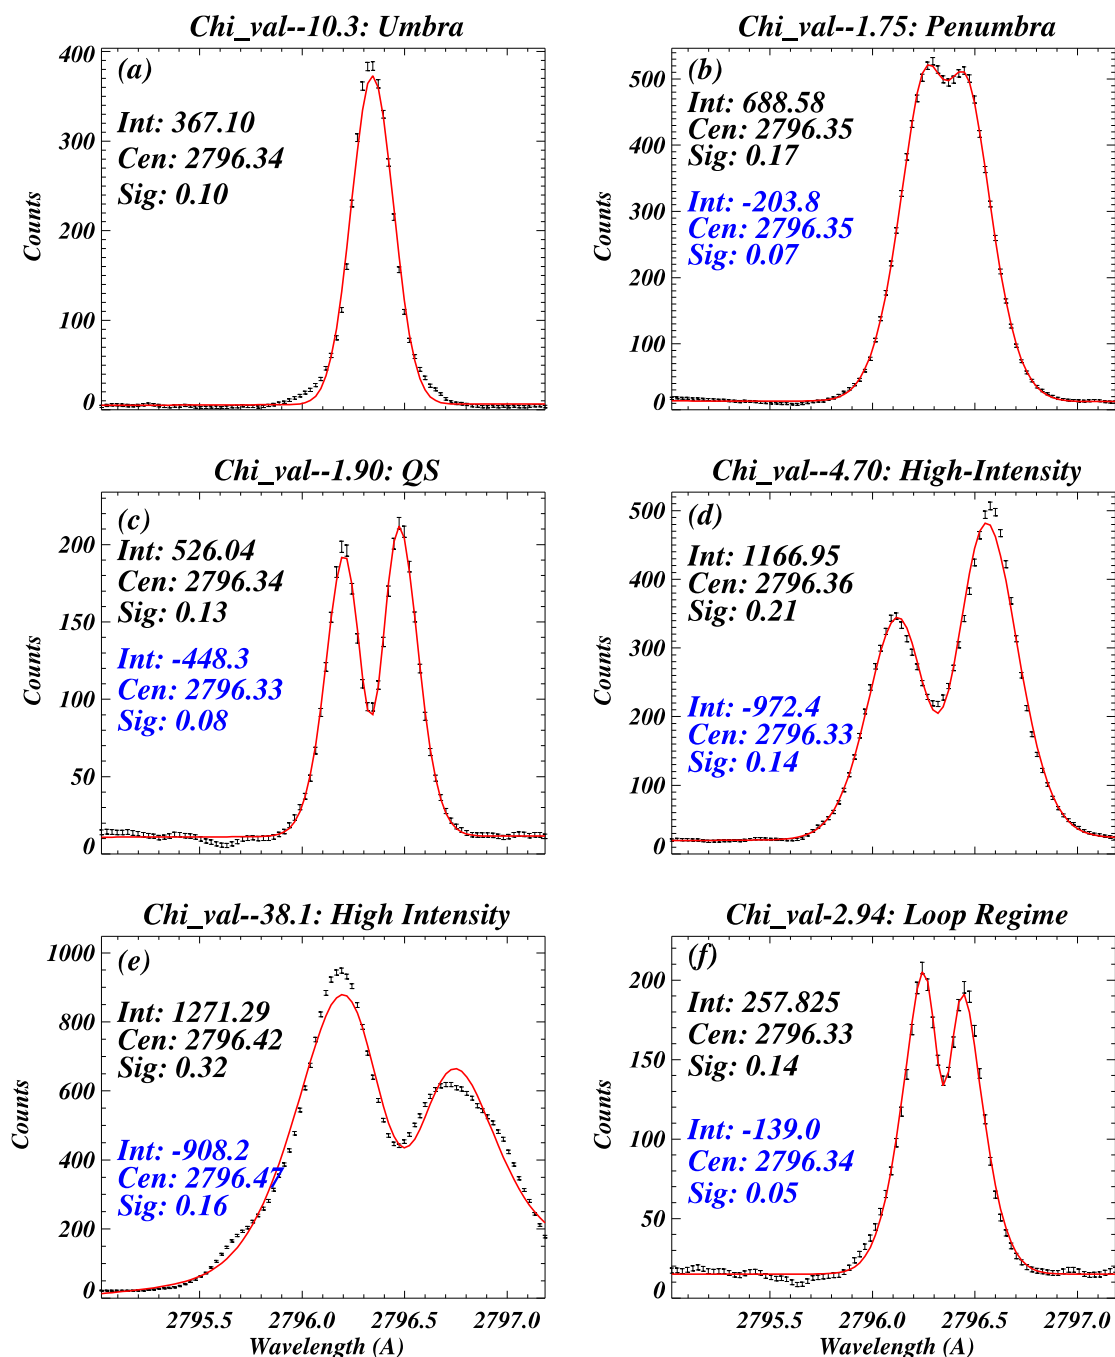 Chi_val--10.3: Umbra
(a)
Int: 367.10
Cen: 2796.34
Sig: 0.10
400
300
200
100
0
Counts
Chi_val--1.75: Penumbra
(b)
Int: 688.58
Cen: 2796.35
Sig: 0.17
Int: -203.8
Cen: 2796.35
Sig: 0.07
500
400
300
200
100
0
Counts
Chi_val--1.90: QS
(c)
Int: 526.04
Cen: 2796.34
Sig: 0.13
Int: -448.3
Cen: 2796.33
Sig: 0.08
200
150
100
50
0
Counts
Chi_val--4.70: High-Intensity
(d)
Int: 1166.95
Cen: 2796.36
Sig: 0.21
Int: -972.4
Cen: 2796.33
Sig: 0.14
500
400
300
200
100
0
Counts
Chi_val--38.1: High Intensity
(e)
Int: 1271.29
Cen: 2796.42
Sig: 0.32
Int: -908.2
Cen: 2796.47
Sig: 0.16
1000
800
600
400
200
0
Counts
2795.5 2796.0 2796.5 2797.0
Wavelength (A)
Chi_val-2.94: Loop Regime
(f)
Int: 257.825
Cen: 2796.33
Sig: 0.14
Int: -139.0
Cen: 2796.34
Sig: 0.05
200
150
100
50
0
Counts
2795.5 2796.0 2796.5 2797.0
Wavelength (A)